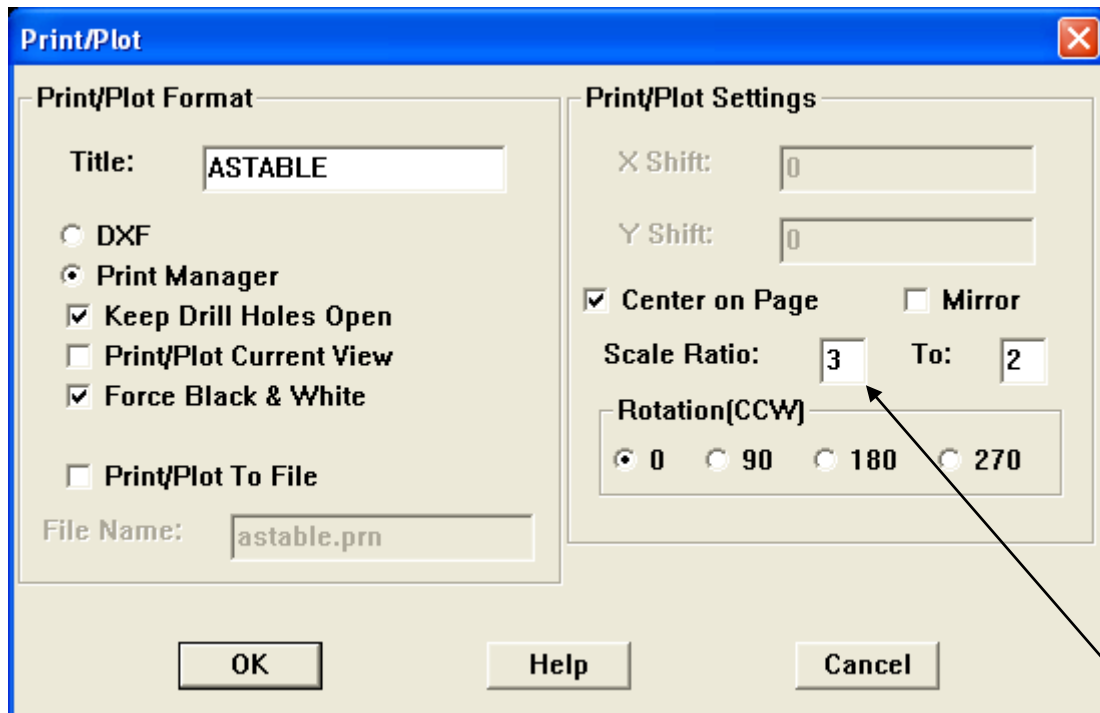 Print/Plot
Print/Plot Format
Title: ASTABLE
DXF
Print Manager
Keep Drill Holes Open
Print/Plot Current View
Force Black & White
Print/Plot To File
File Name: astable.prn
Print/Plot Settings
X Shift: 0
Y Shift: 0
Center on Page Mirror
Scale Ratio: 3 To: 2
Rotation(CCW)
0 90 180 270
OK Help Cancel